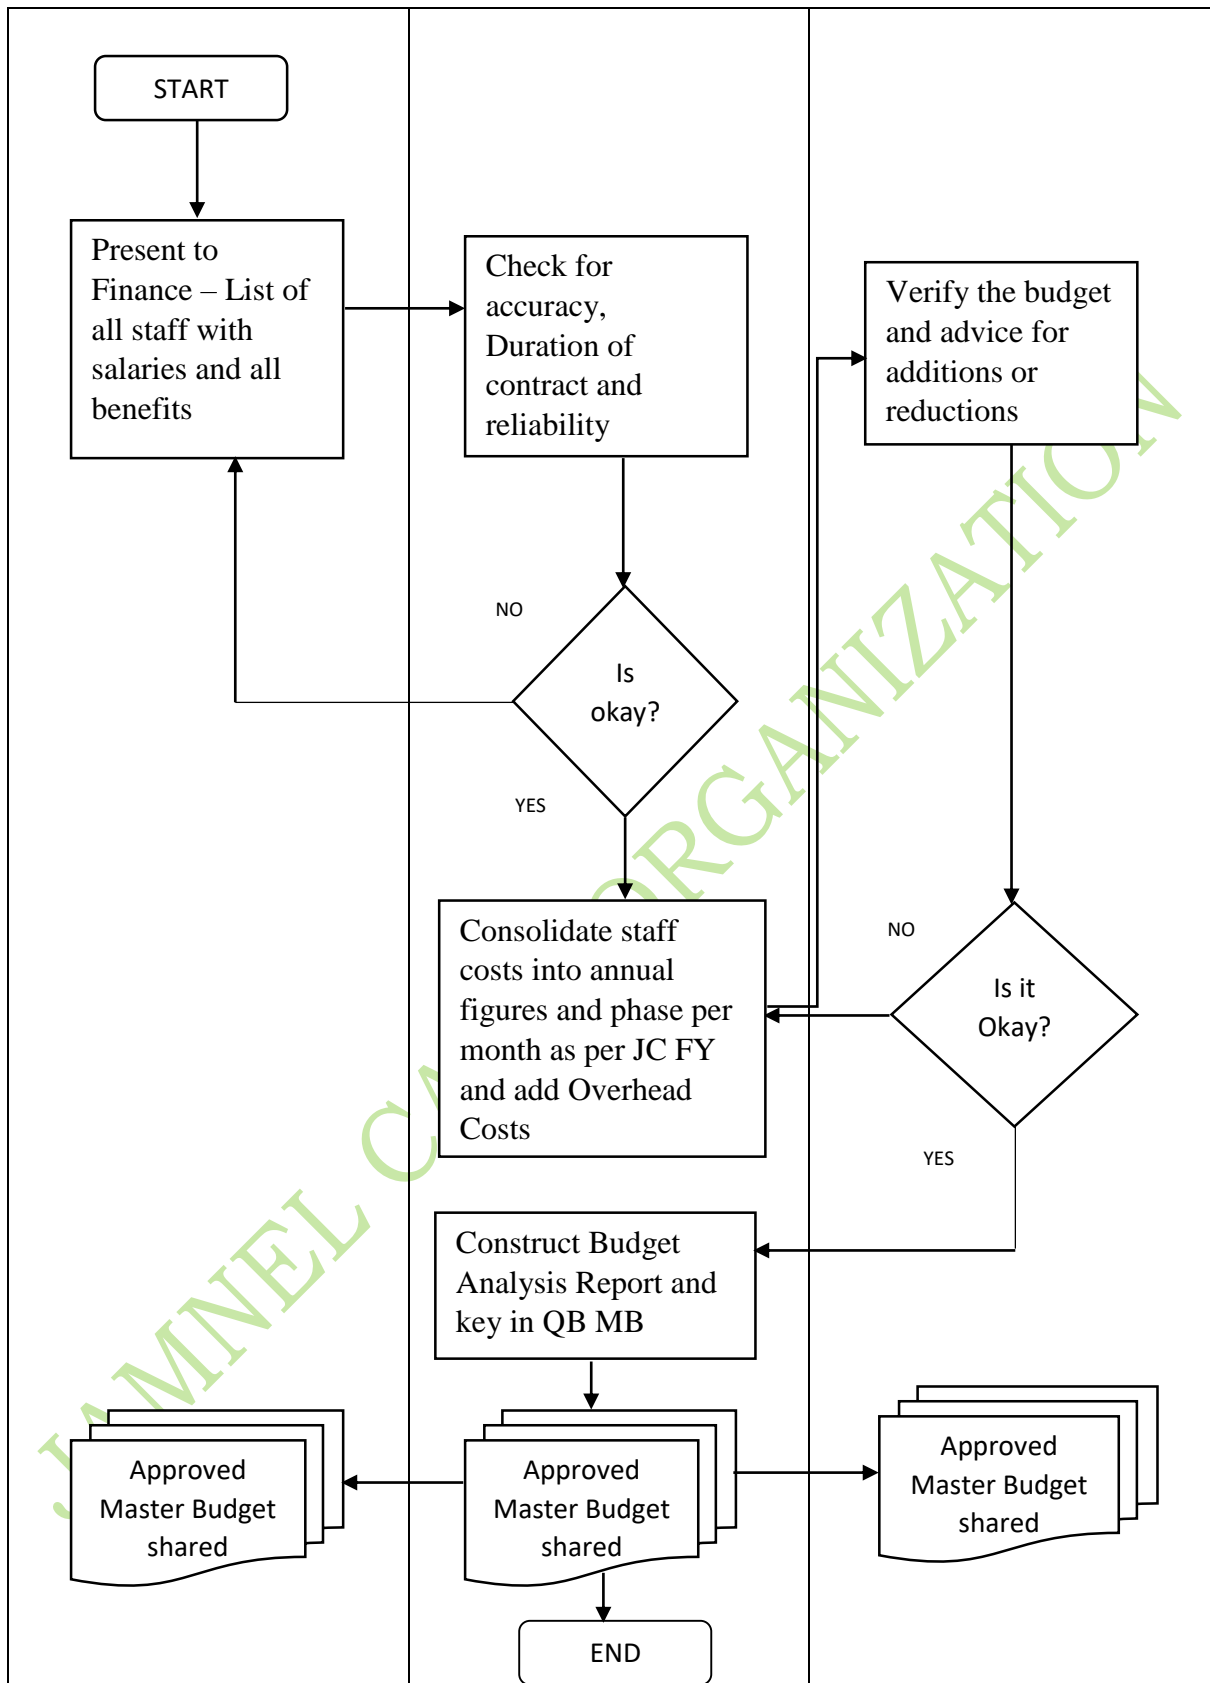 START
Present to
Finance – List of
all staff with
salaries and all
benefits
Check for
accuracy,
Duration of
contract and
reliability
Verify the budget
and advice for
additions or
reductions
NO
Is
okay?
YES
Consolidate staff
costs into annual
figures and phase per
month as per JC FY
and add Overhead
Costs
NO
Is it
Okay?
YES
Construct Budget
Analysis Report and
key in QB MB
Approved
Master Budget
shared
Approved
Master Budget
shared
Approved
Master Budget
shared
END
JAMNEL ORGANIZATION